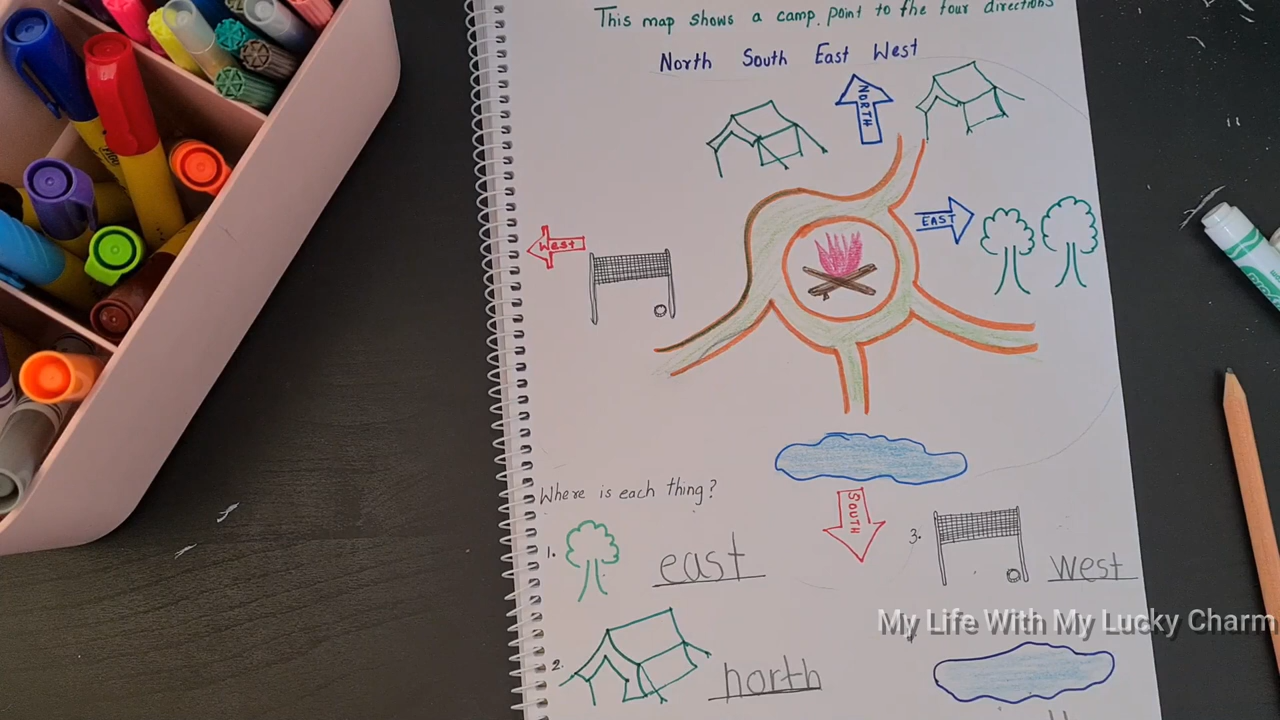 This map shows a camp. Point to the four directions
North South East West
NORTH
EAST
West
SOUTH
Where is each thing?
1. east
2. north
3. west
My Life With My Lucky Charm